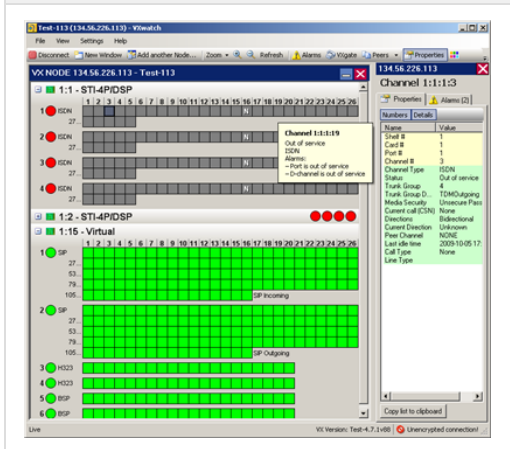 Test-113 (134.56.226.113) - VXwatch
File View Settings Help
Disconnect New Window Add another Node... Zoom Refresh Alarms VXgate Peers Properties
VX NODE 134.56.226.113 - Test-113
1:1 - STI-4P/DSP
1 2 3 4 5 6 7 8 9 10 11 12 13 14 15 16 17 18 19 20 21 22 23 24 25 26
1 ISDN N
27...
2 ISDN N
27...
3 ISDN N
27...
4 ISDN N
27...
Channel 1:1:1:19
Out of service
ISDN
Alarms:
- Port is out of service
- D-channel is out of service
1:2 - STI-4P/DSP
1:15 - Virtual
1 2 3 4 5 6 7 8 9 10 11 12 13 14 15 16 17 18 19 20 21 22 23 24 25 26
1 SIP
27...
53...
79...
105... SIP Incoming
2 SIP
27...
53...
79...
105... SIP Outgoing
3 H323
4 H323
5 BSP
6 BSP
134.56.226.113
Channel 1:1:1:3
Properties Alarms (2)
Numbers Details
Name Value
Shelf # 1
Card # 1
Port # 1
Channel # 3
Channel Type ISDN
Status Out of service
Trunk Group 4
Trunk Group D... TDMOutgoing
Media Security Unsecure Pass
Current call (CSN) None
Directions Bidirectional
Current Direction Unknown
Peer Channel NONE
Last idle time 2009-10-05 17:
Call Type None
Line Type
Copy list to clipboard
Live VX Version: Test-4.7.1v88 Unencrypted connection!